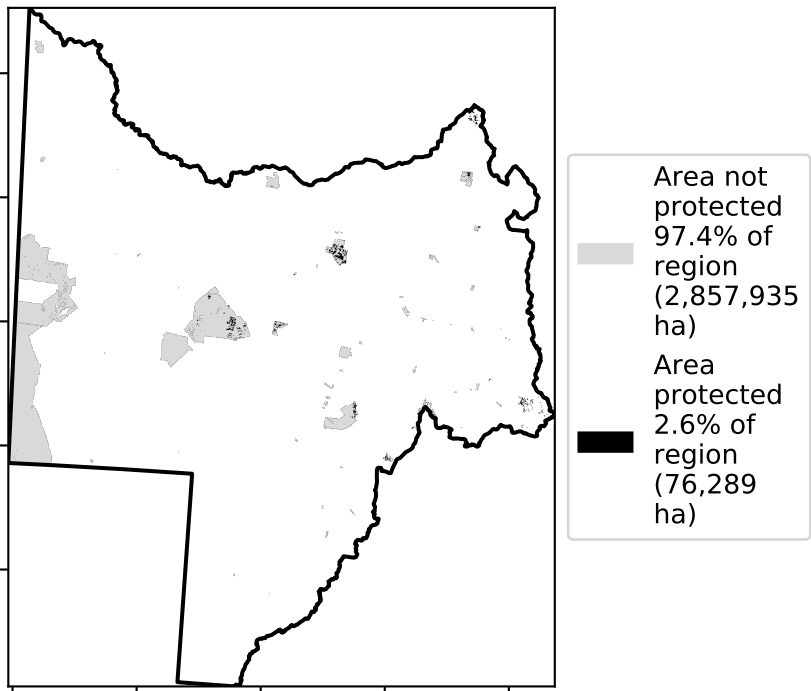 Area not
protected
97.4% of
region
(2,857,935
ha)
Area
protected
2.6% of
region
(76,289
ha)